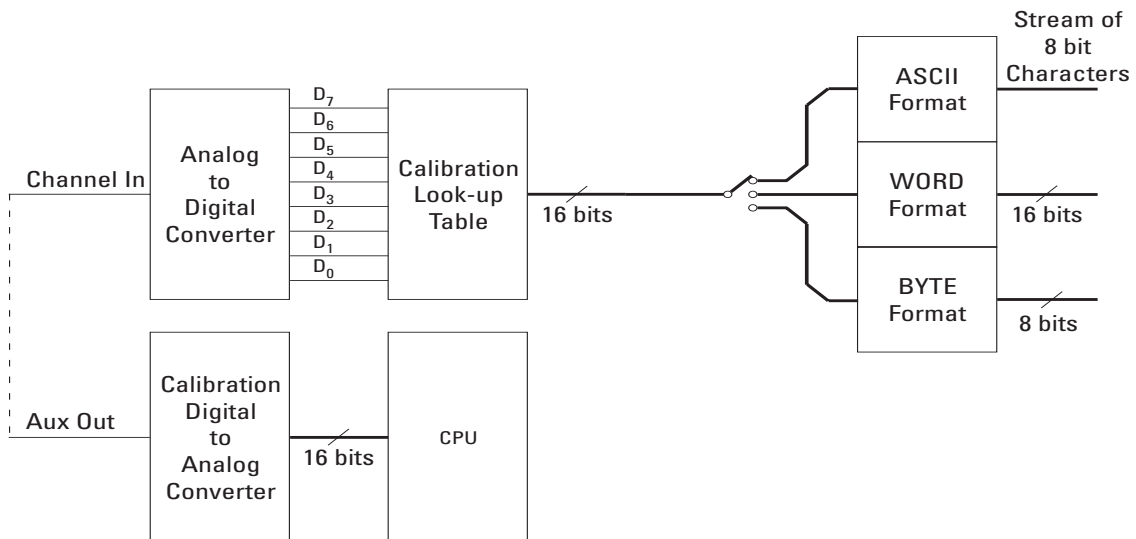 Stream of
8 bit
Characters
ASCII
Format
D7
D6
D5
D4
D3
D2
D1
D0
Analog
to
Digital
Converter
Calibration
Look-up
Table
Channel In
16 bits
WORD
Format
16 bits
BYTE
Format
8 bits
Calibration
Digital
to
Analog
Converter
Aux Out
16 bits
CPU